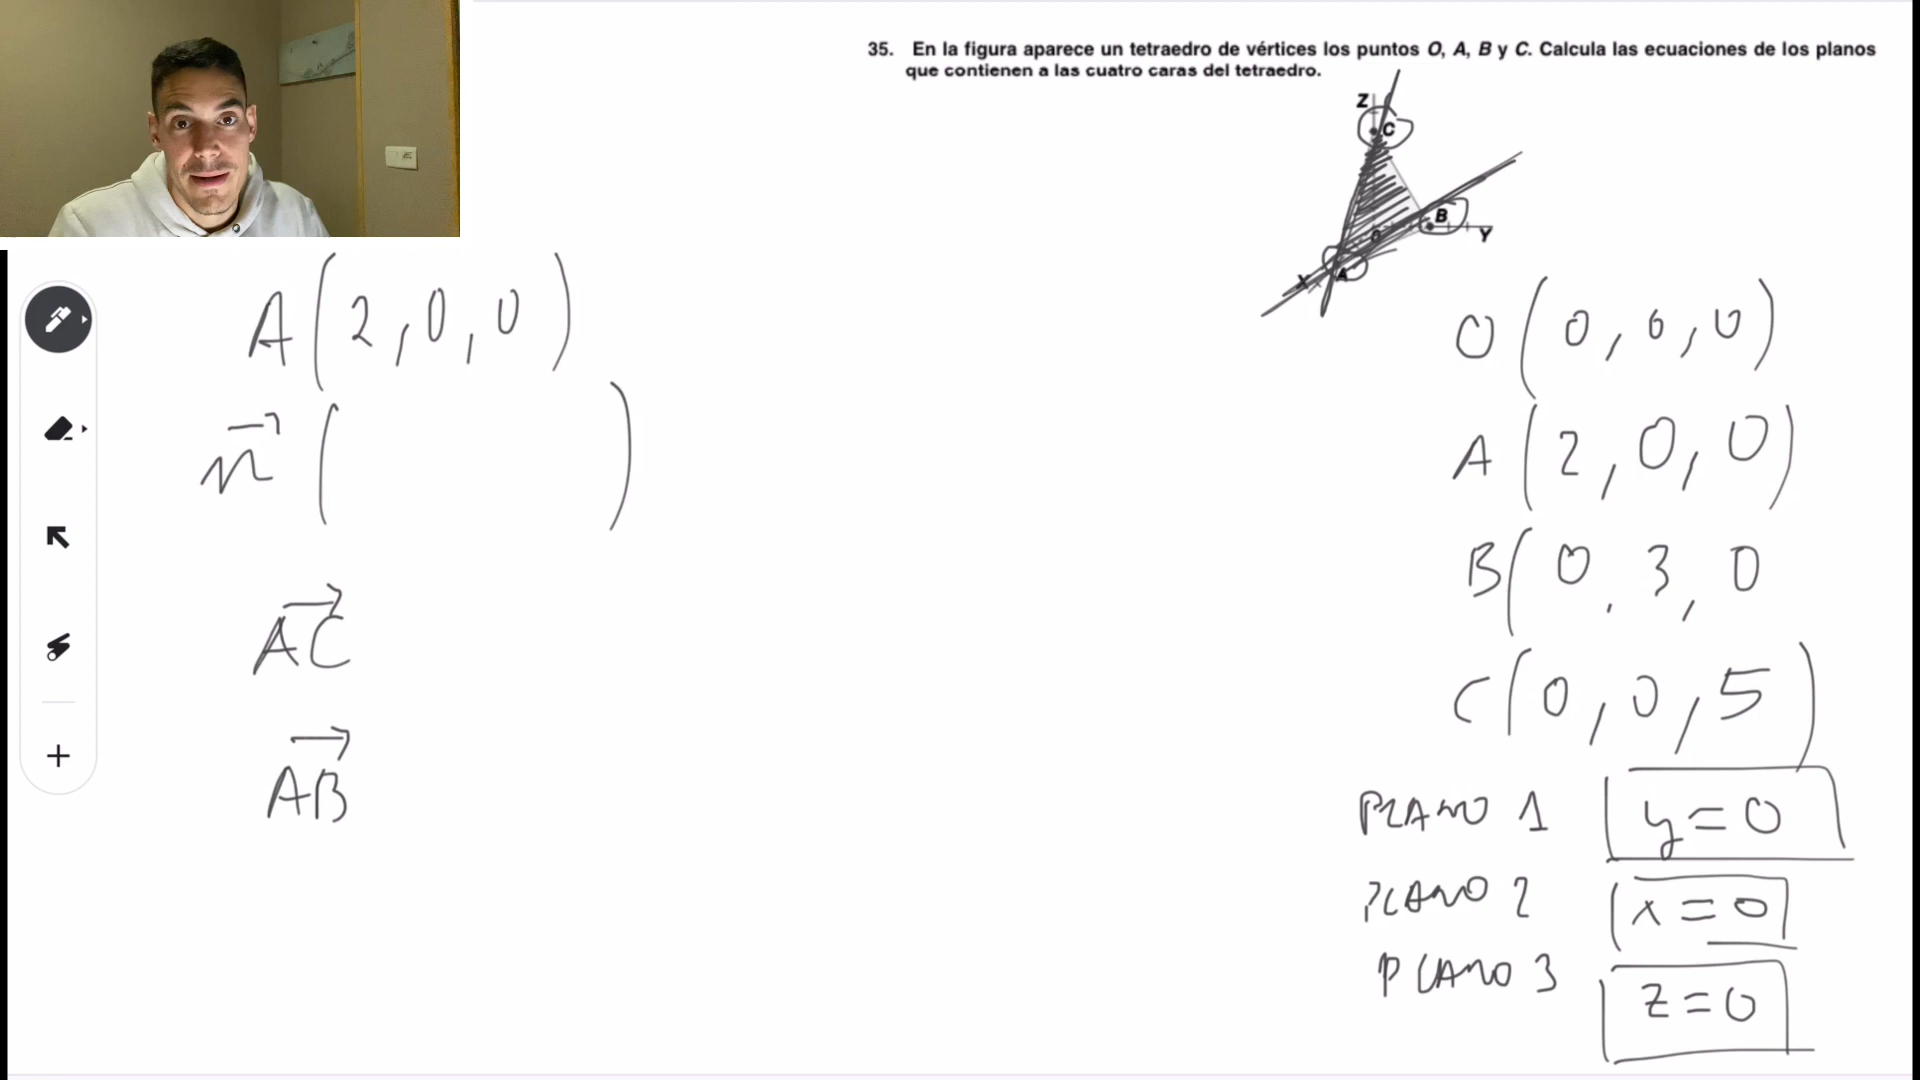 35. En la figura aparece un tetraedro de vértices los puntos O, A, B y C. Calcula las ecuaciones de los planos
que contienen a las cuatro caras del tetraedro.
Z
C
B
O
Y
X
A
A(2,0,0)
n⃗ ( )
AC⃗
AB⃗
O(0,0,0)
A(2,0,0)
B(0,3,0
C(0,0,5)
PLANO 1 y=0
PLANO 2 x=0
PLANO 3 z=0